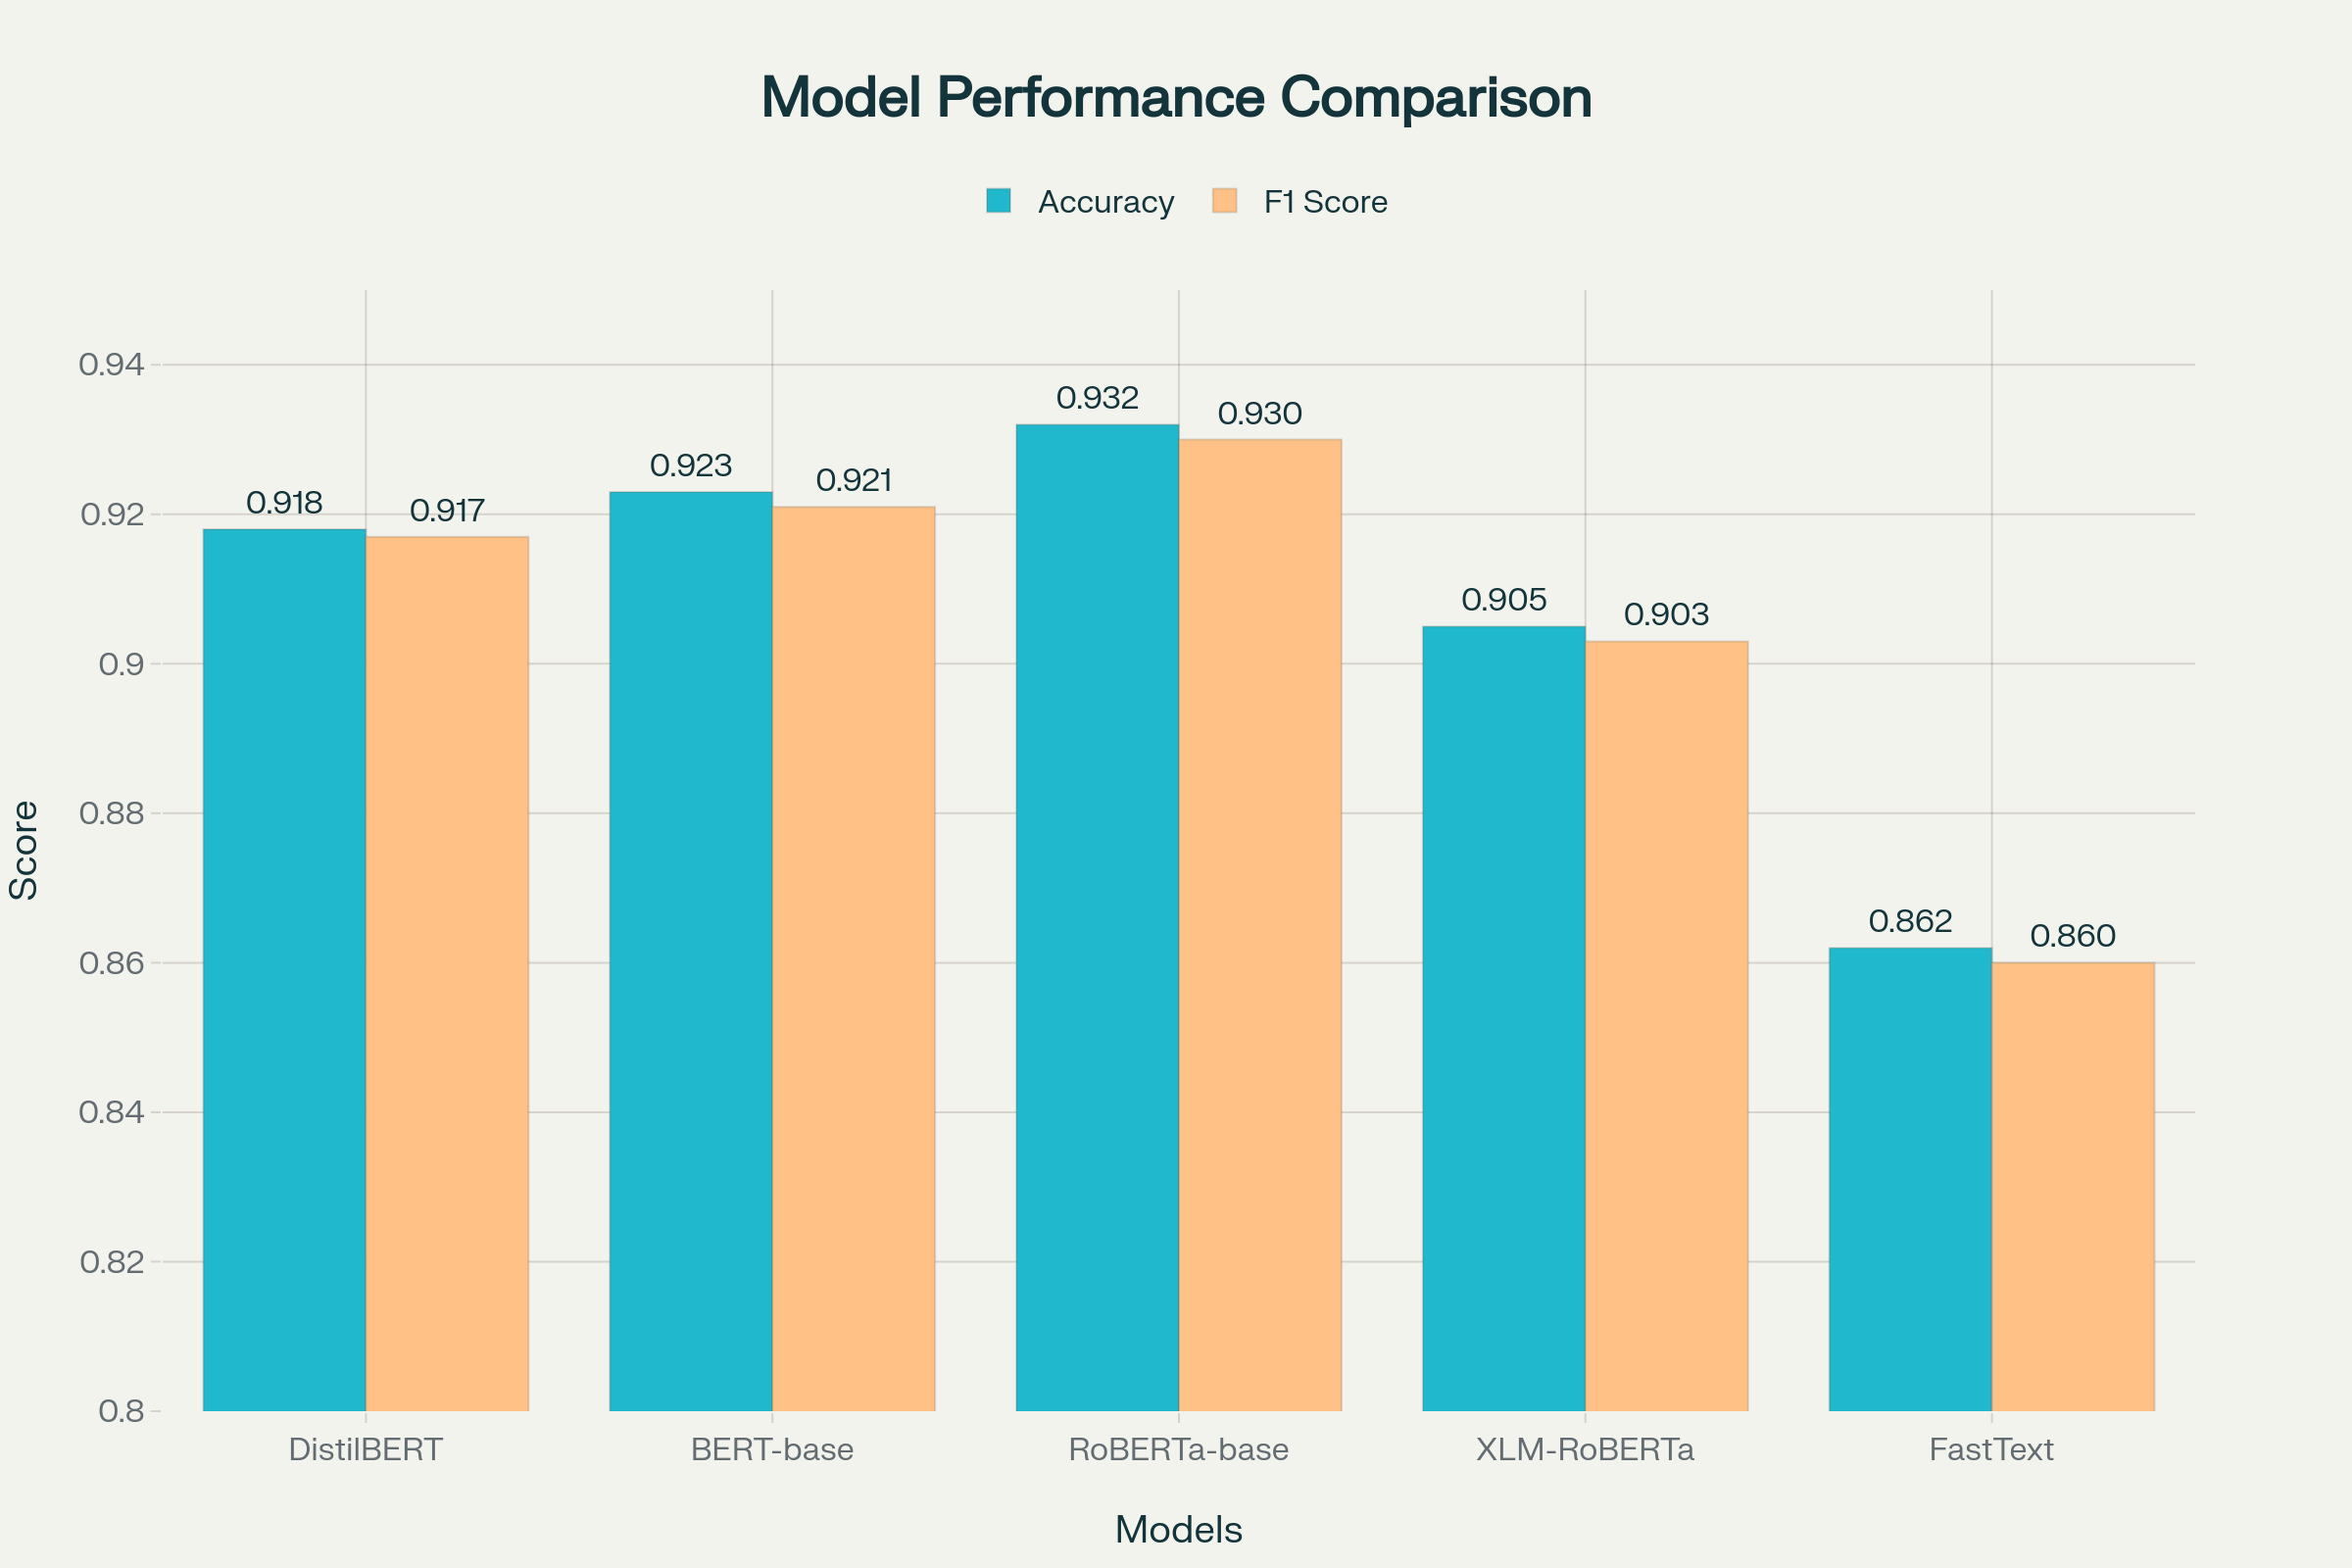 Model Performance Comparison
Accuracy F1 Score
0.94
0.92
0.9
0.88
0.86
0.84
0.82
0.8
Score
0.918 0.917
0.923 0.921
0.932 0.930
0.905 0.903
0.862 0.860
DistilBERT BERT-base RoBERTa-base XLM-RoBERTa FastText
Models